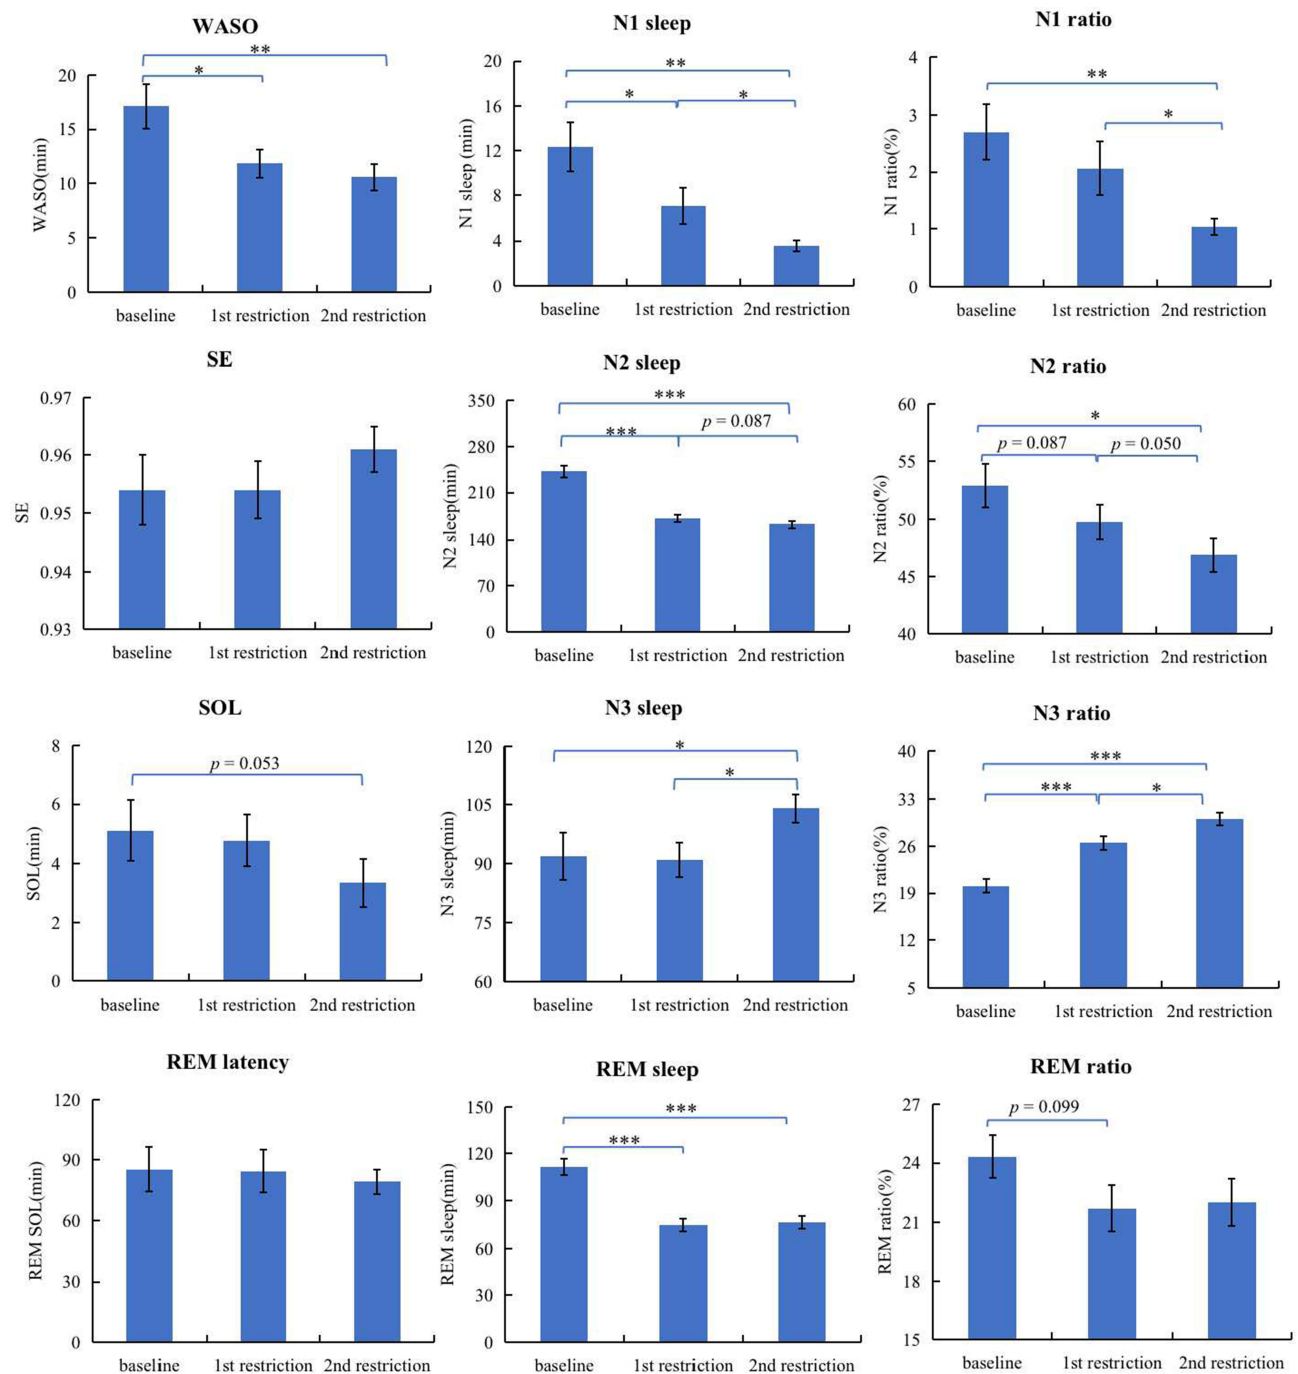 WASO
**
*
20
15
10
5
0
WASO(min)
baseline 1st restriction 2nd restriction
N1 sleep
**
* *
20
16
12
8
4
0
N1 sleep (min)
baseline 1st restriction 2nd restriction
N1 ratio
**
*
4
3
2
1
0
N1 ratio(%)
baseline 1st restriction 2nd restriction
SE
0.97
0.96
0.95
0.94
0.93
SE
baseline 1st restriction 2nd restriction
N2 sleep
***
*** p = 0.087
350
280
210
140
70
0
N2 sleep(min)
baseline 1st restriction 2nd restriction
N2 ratio
*
p = 0.087 p = 0.050
60
55
50
45
40
N2 ratio(%)
baseline 1st restriction 2nd restriction
SOL
p = 0.053
8
6
4
2
0
SOL(min)
baseline 1st restriction 2nd restriction
N3 sleep
*
*
120
105
90
75
60
N3 sleep(min)
baseline 1st restriction 2nd restriction
N3 ratio
***
*** *
40
33
26
19
12
5
N3 ratio(%)
baseline 1st restriction 2nd restriction
REM latency
120
90
60
30
0
REM SOL(min)
baseline 1st restriction 2nd restriction
REM sleep
***
***
150
120
90
60
30
0
REM sleep(min)
baseline 1st restriction 2nd restriction
REM ratio
p = 0.099
27
24
21
18
15
REM ratio(%)
baseline 1st restriction 2nd restriction